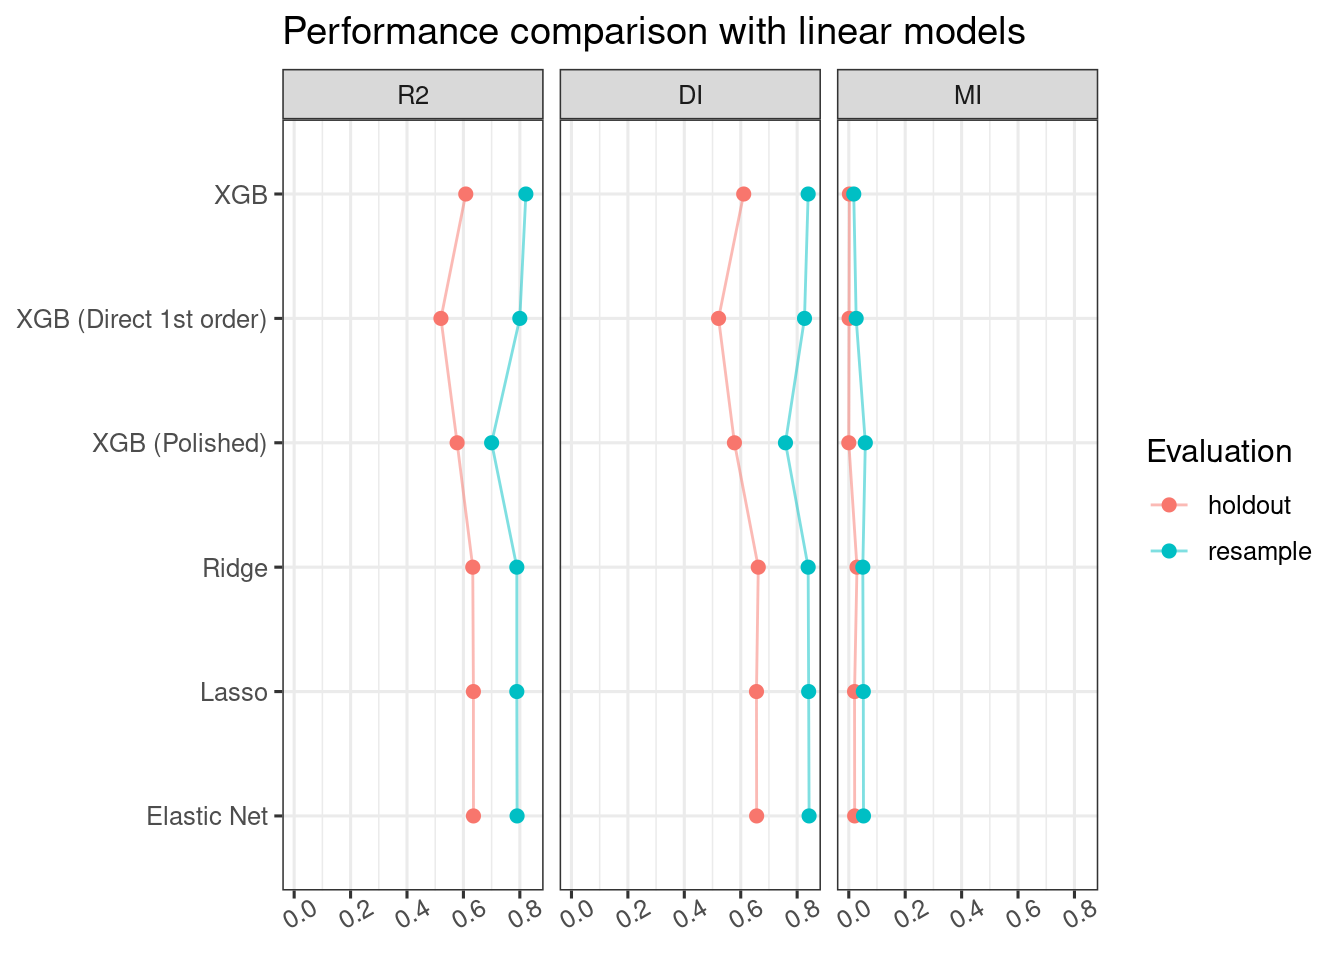 Performance comparison with linear models
R2 DI MI
XGB
XGB (Direct 1st order)
XGB (Polished)
Ridge
Lasso
Elastic Net
0.0 0.2 0.4 0.6 0.8 0.0 0.2 0.4 0.6 0.8 0.0 0.2 0.4 0.6 0.8
Evaluation
holdout
resample